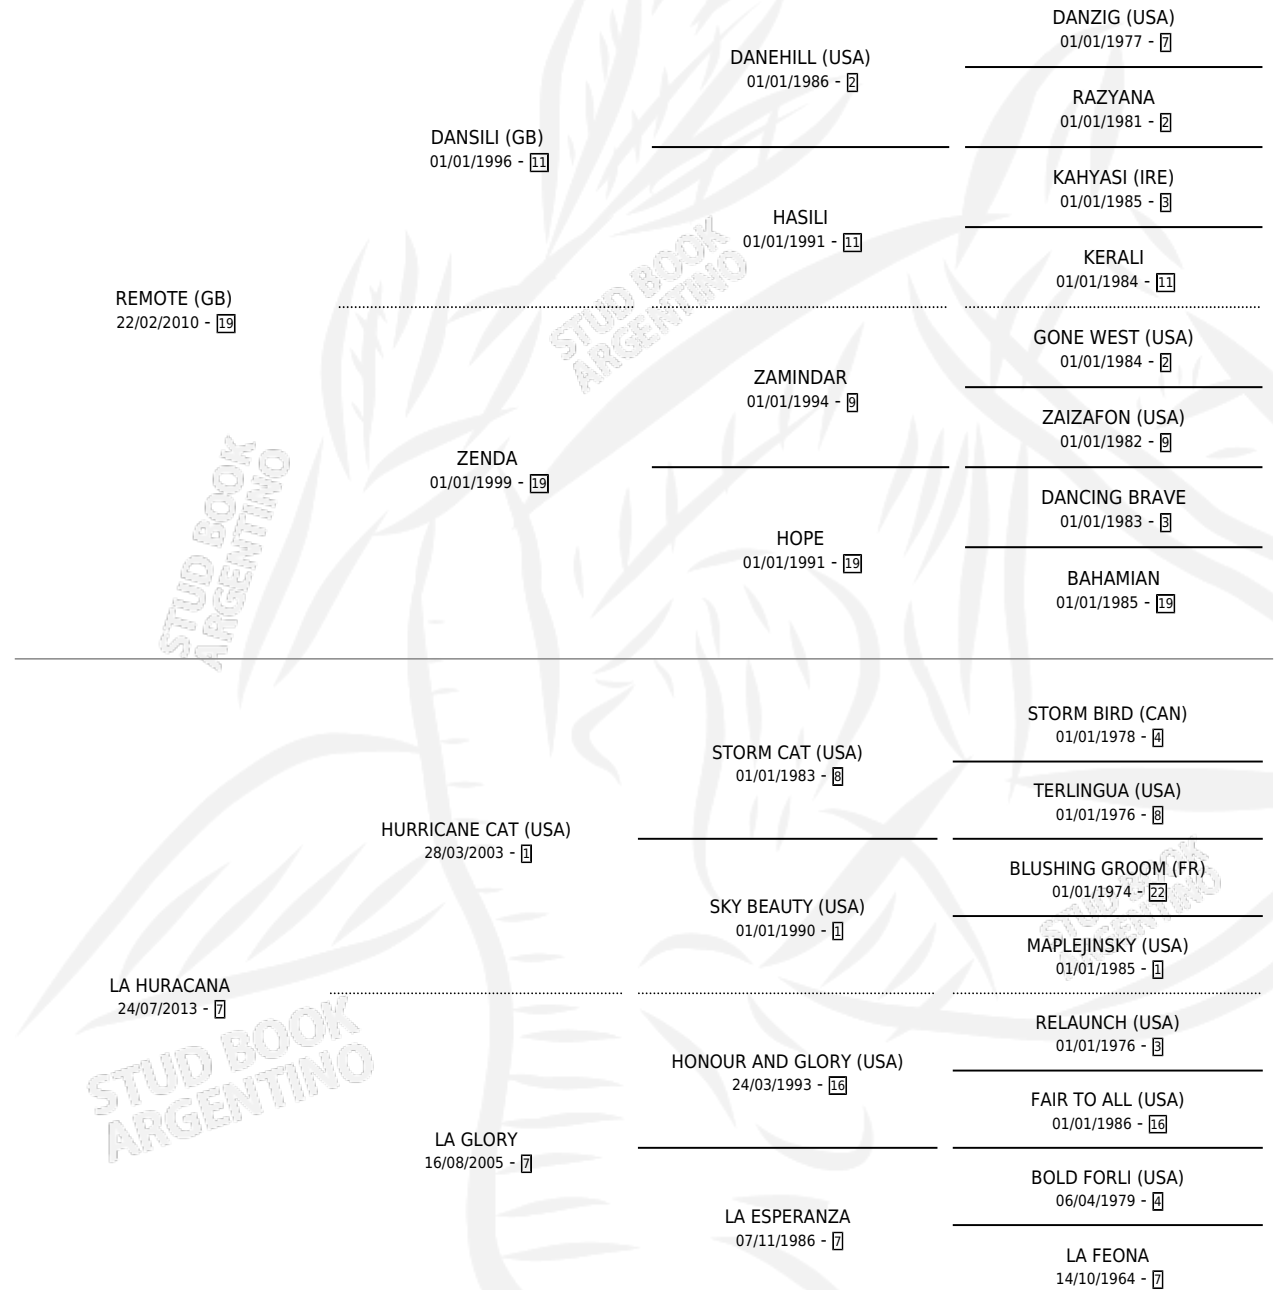 DANZIG (USA)
01/01/1977 - 7
DANEHILL (USA)
01/01/1986 - 2
RAZYANA
01/01/1981 - 2
DANSILI (GB)
01/01/1996 - 11
KAHYASI (IRE)
01/01/1985 - 3
HASILI
01/01/1991 - 11
KERALI
01/01/1984 - 11
REMOTE (GB)
22/02/2010 - 19
STUD BOOK
ARGENTINO
GONE WEST (USA)
01/01/1984 - 2
ZAMINDAR
01/01/1994 - 9
ZAIZAFON (USA)
01/01/1982 - 9
ZENDA
01/01/1999 - 19
DANCING BRAVE
01/01/1983 - 3
HOPE
01/01/1991 - 19
BAHAMIAN
01/01/1985 - 19
STUD BOOK
ARGENTINO
STORM BIRD (CAN)
01/01/1978 - 4
STORM CAT (USA)
01/01/1983 - 8
TERLINGUA (USA)
01/01/1976 - 8
HURRICANE CAT (USA)
28/03/2003 - 1
BLUSHING GROOM (FR)
01/01/1974 - 22
STUD BOOK
ARGENTINO
SKY BEAUTY (USA)
01/01/1990 - 1
MAPLEJINSKY (USA)
01/01/1985 - 1
LA HURACANA
24/07/2013 - 7
STUD BOOK
ARGENTINO
RELAUNCH (USA)
01/01/1976 - 3
HONOUR AND GLORY (USA)
24/03/1993 - 16
FAIR TO ALL (USA)
01/01/1986 - 16
LA GLORY
16/08/2005 - 7
BOLD FORLI (USA)
06/04/1979 - 4
LA ESPERANZA
07/11/1986 - 7
LA FEONA
14/10/1964 - 7